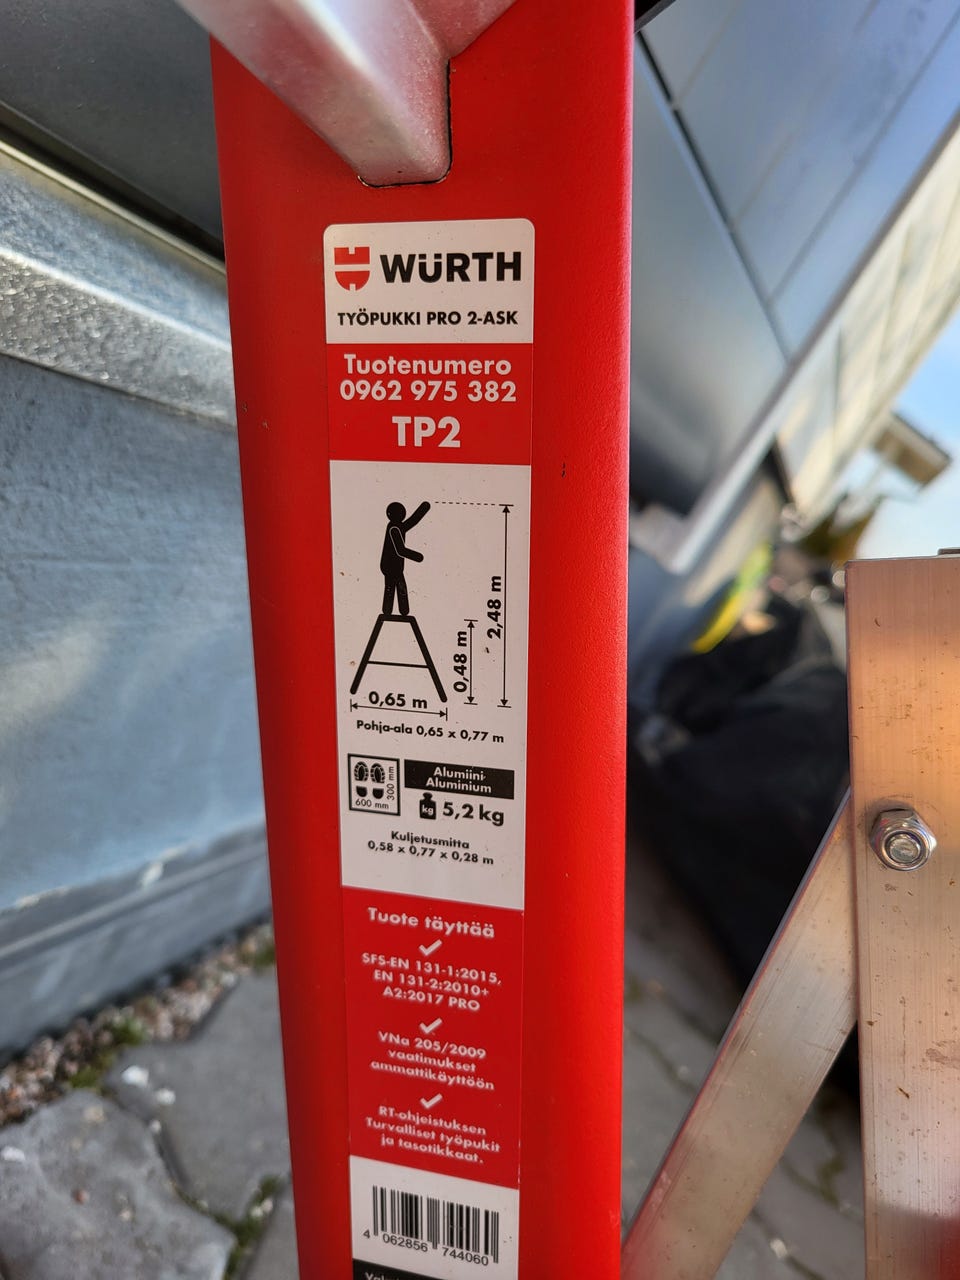 WÜRTH
TYÖPUKKI PRO 2-ASK
Tuotenumero
0962 975 382
TP2
2,48 m
0,48 m
0,65 m
Pohja-ala 0,65 x 0,77 m
300 mm
600 mm
Alumiini-
Aluminium
kg 5,2 kg
Kuljetusmitta
0,58 x 0,77 x 0,28 m
Tuote täyttää
SFS-EN 131-1:2015,
EN 131-2:2010+
A2:2017 PRO
VNa 205/2009
vaatimukset
ammattikäyttöön
RT-ohjeistuksen
Turvalliset työpukit
ja tasotikkaat.
4 062856 744060